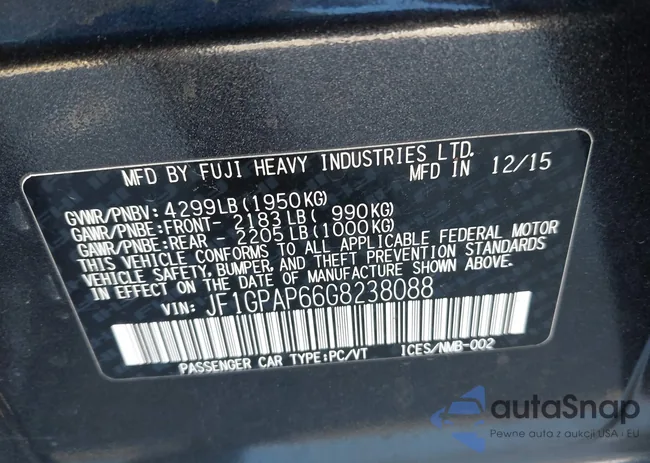 MFD BY FUJI HEAVY INDUSTRIES LTD.
MFD IN 12/15
GVWR/PNBV: 4299LB(1950KG)
GAWR/PNBE:FRONT- 2183LB( 990KG)
GAWR/PNBE:REAR - 2205LB(1000KG)
THIS VEHICLE CONFORMS TO ALL APPLICABLE FEDERAL MOTOR
VEHICLE SAFETY, BUMPER, AND THEFT PREVENTION STANDARDS
IN EFFECT ON THE DATE OF MANUFACTURE SHOWN ABOVE.
VIN: JF1GPAP66G8238088
PASSENGER CAR TYPE:PC/VT ICES/NMB-002
autaSnap
Pewne auta z aukcji USA i EU